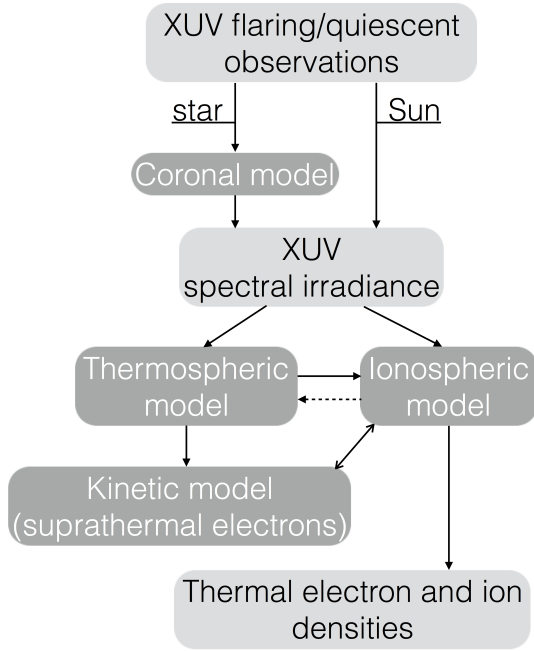 XUV flaring/quiescent
observations
star
Sun
Coronal model
XUV
spectral irradiance
Thermospheric
model
Ionospheric
model
Kinetic model
(suprathermal electrons)
Thermal electron and ion
densities